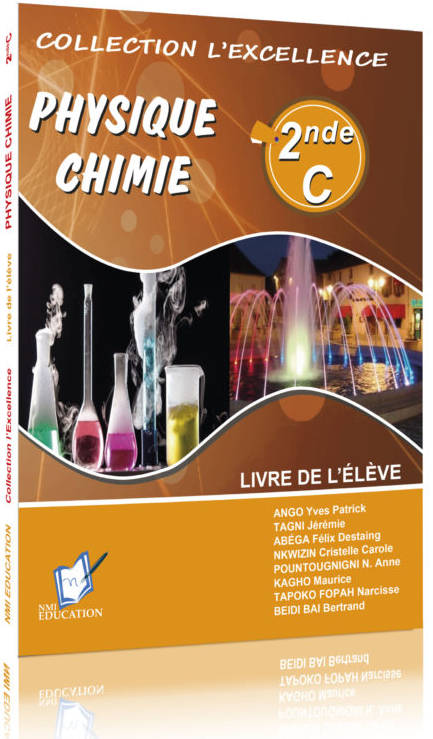 COLLECTION L'EXCELLENCE
PHYSIQUE
CHIMIE
2nde
C
LIVRE DE L'ÉLÈVE
ANGO Yves Patrick
TAGNI Jérémie
ABÉGA Félix Destaing
NKWIZIN Cristelle Carole
POUNTOUGNIGNI N. Anne
KAGHO Maurice
TAPOKO FOPAH Narcisse
BEIDI BAI Bertrand
NMI
EDUCATION
2nde C
PHYSIQUE CHIMIE
Livre de l'élève
Collection l'Excellence
NMI EDUCATION